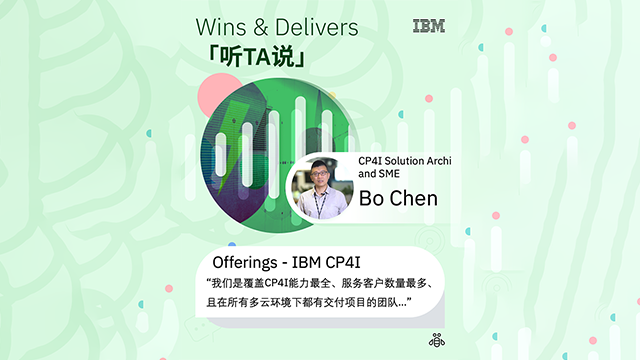 Wins & Delivers
IBM
「听TA说」
CP4I Solution Archi
and SME
Bo Chen
Offerings - IBM CP4I
“我们是覆盖CP4I能力最全、服务客户数量最多、
且在所有多云环境下都有交付项目的团队...”